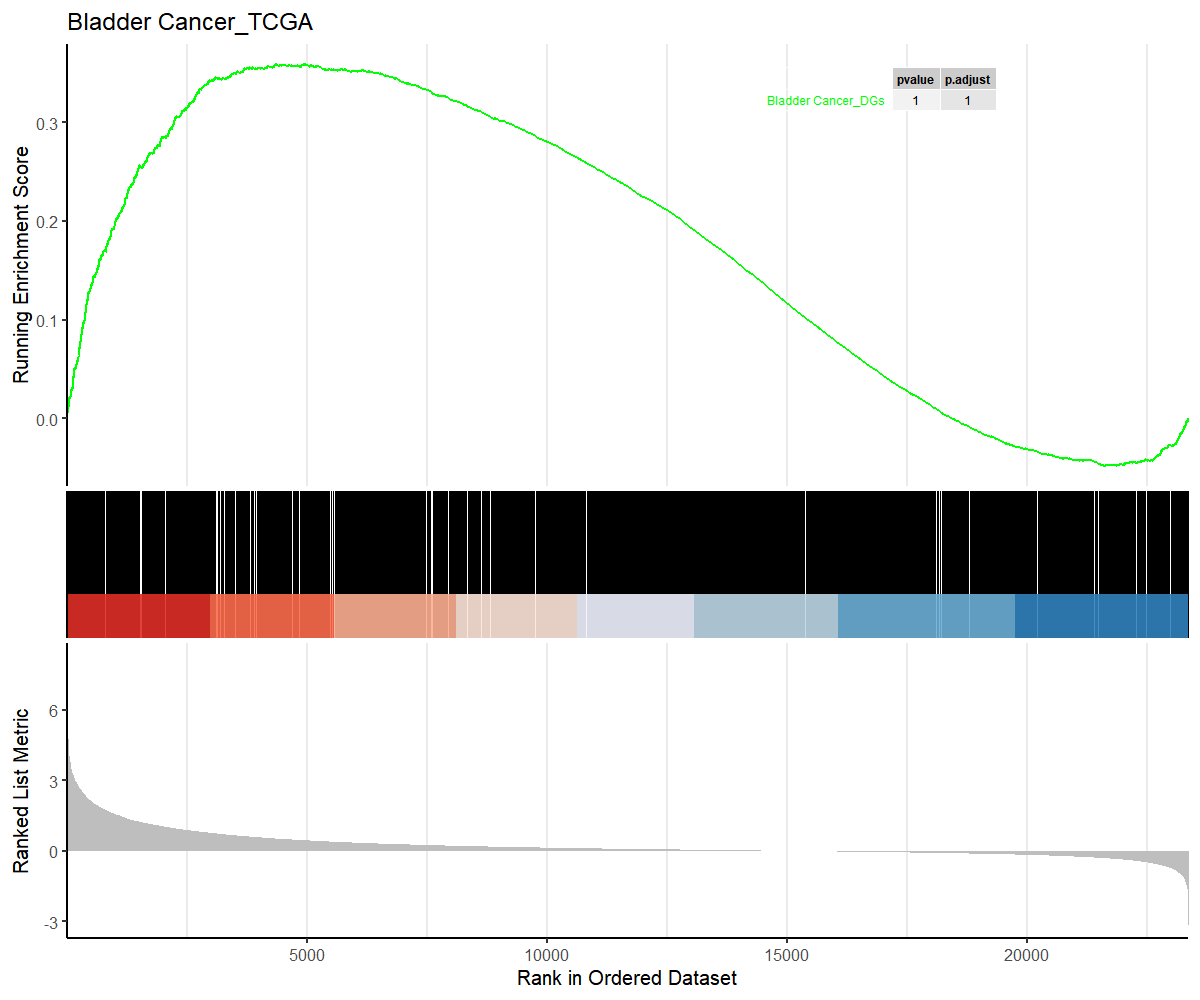 Bladder Cancer_TCGA
pvalue p.adjust
Bladder Cancer_DGs 1 1
Running Enrichment Score
0.3
0.2
0.1
0.0
Ranked List Metric
6
3
0
-3
5000 10000 15000 20000
Rank in Ordered Dataset